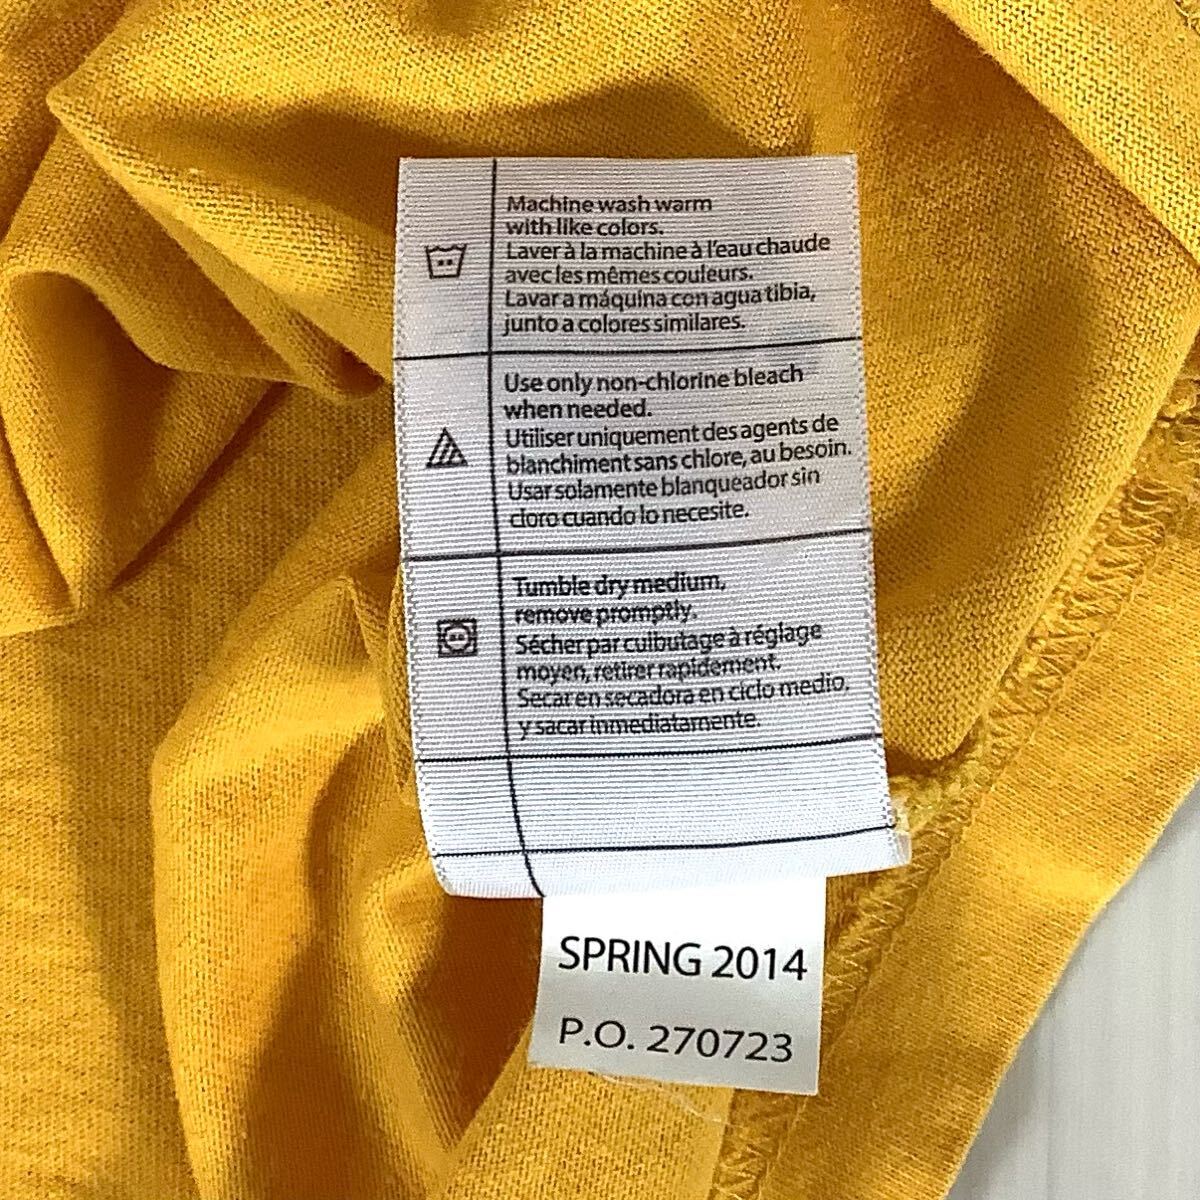 Machine wash warm
with like colors.
Laver à la machine à l'eau chaude
avec les mêmes couleurs.
Lavar a máquina con agua tibia,
junto a colores similares.
Use only non-chlorine bleach
when needed.
Utiliser uniquement des agents de
blanchiment sans chlore, au besoin.
Usar solamente blanqueador sin
cloro cuando lo necesite.
Tumble dry medium,
remove promptly.
Sécher par culbutage à réglage
moyen, retirer rapidement.
Secar en secadora en ciclo medio,
y sacar inmediatamente.
SPRING 2014
P.O. 270723